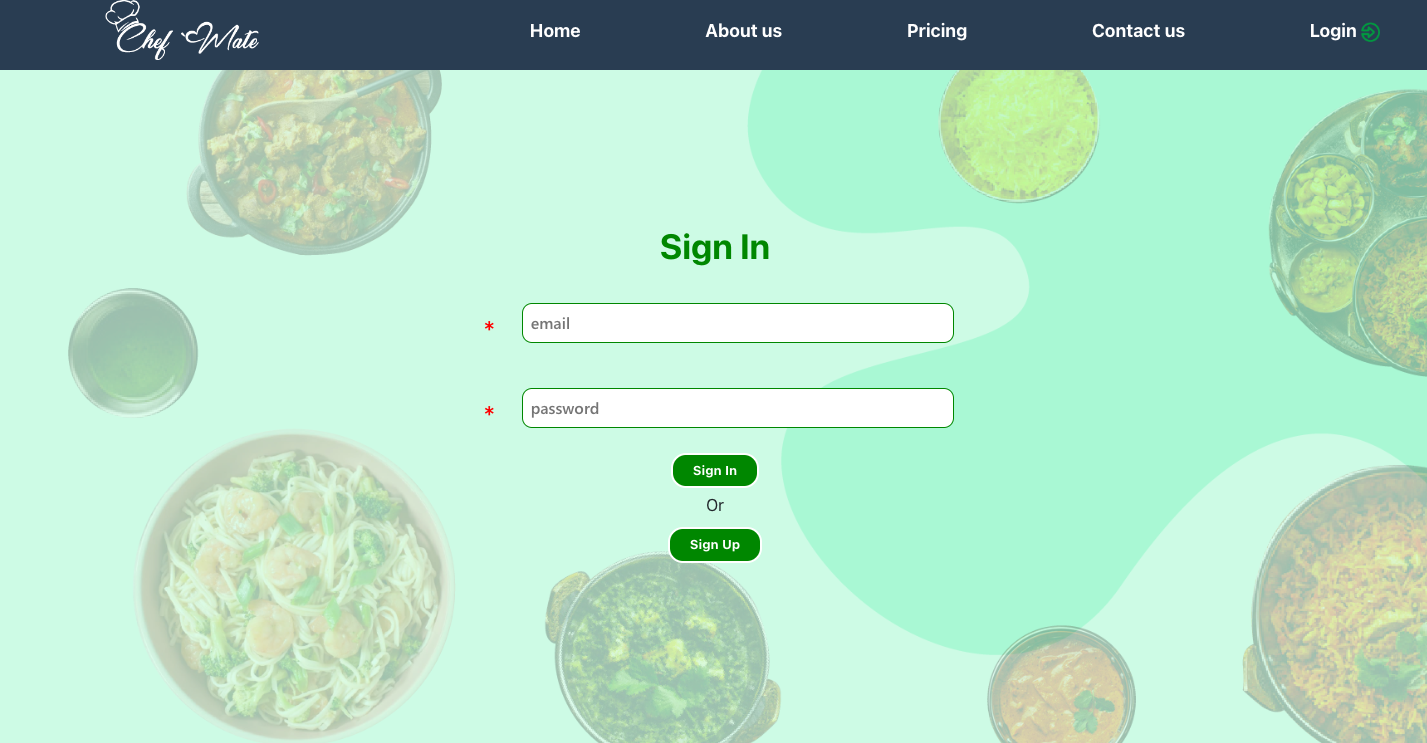 Chef Mate
Home
About us
Pricing
Contact us
Login
Sign In
* email
* password
Sign In
Or
Sign Up